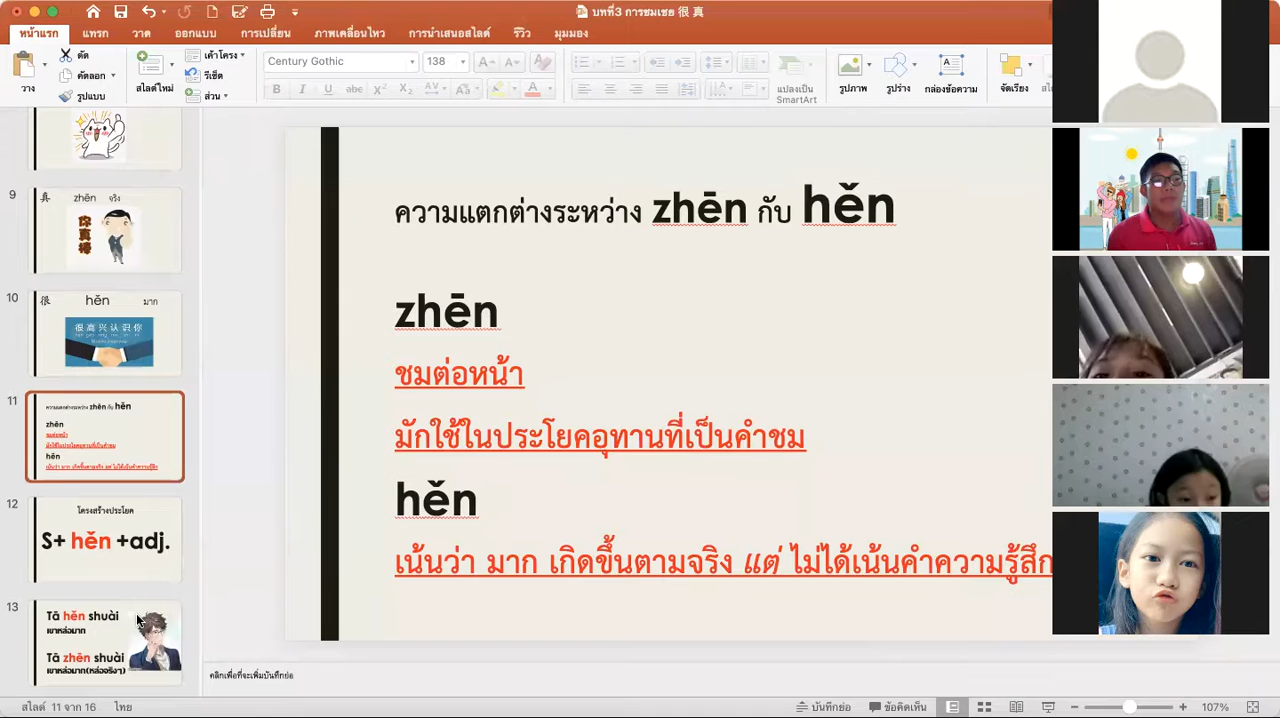 บทที่3 การชมเชย 很 真
หน้าแรก แทรก วาด ออกแบบ การเปลี่ยน ภาพเคลื่อนไหว การนำเสนอสไลด์ รีวิว มุมมอง
วาง
ตัด
คัดลอก
รูปแบบ
สไลด์ใหม่
เค้าโครง
รีเซ็ต
ส่วน
Century Gothic 138
แปลงเป็น SmartArt
รูปภาพ รูปร่าง กล่องข้อความ จัดเรียง
9
真 zhēn จริง
你真棒
10
很 hěn มาก
很高兴认识你
11
ความแตกต่างระหว่าง zhēn กับ hěn
zhēn
ชมต่อหน้า
มักใช้ในประโยคอุทานที่เป็นคำชม
hěn
เน้นว่า มาก เกิดขึ้นตามจริง แต่ ไม่ได้เน้นคำความรู้สึก
12
โครงสร้างประโยค
S+ hěn +adj.
13
Tā hěn shuài
เขาหล่อมาก
Tā zhēn shuài
เขาหล่อมาก(หล่อจริงๆ)
ความแตกต่างระหว่าง zhēn กับ hěn
zhēn
ชมต่อหน้า
มักใช้ในประโยคอุทานที่เป็นคำชม
hěn
เน้นว่า มาก เกิดขึ้นตามจริง แต่ ไม่ได้เน้นคำความรู้สึก
คลิกเพื่อที่จะเพิ่มบันทึกย่อ
สไลด์ 11 จาก 16 ไทย บันทึกย่อ ข้อคิดเห็น 107%